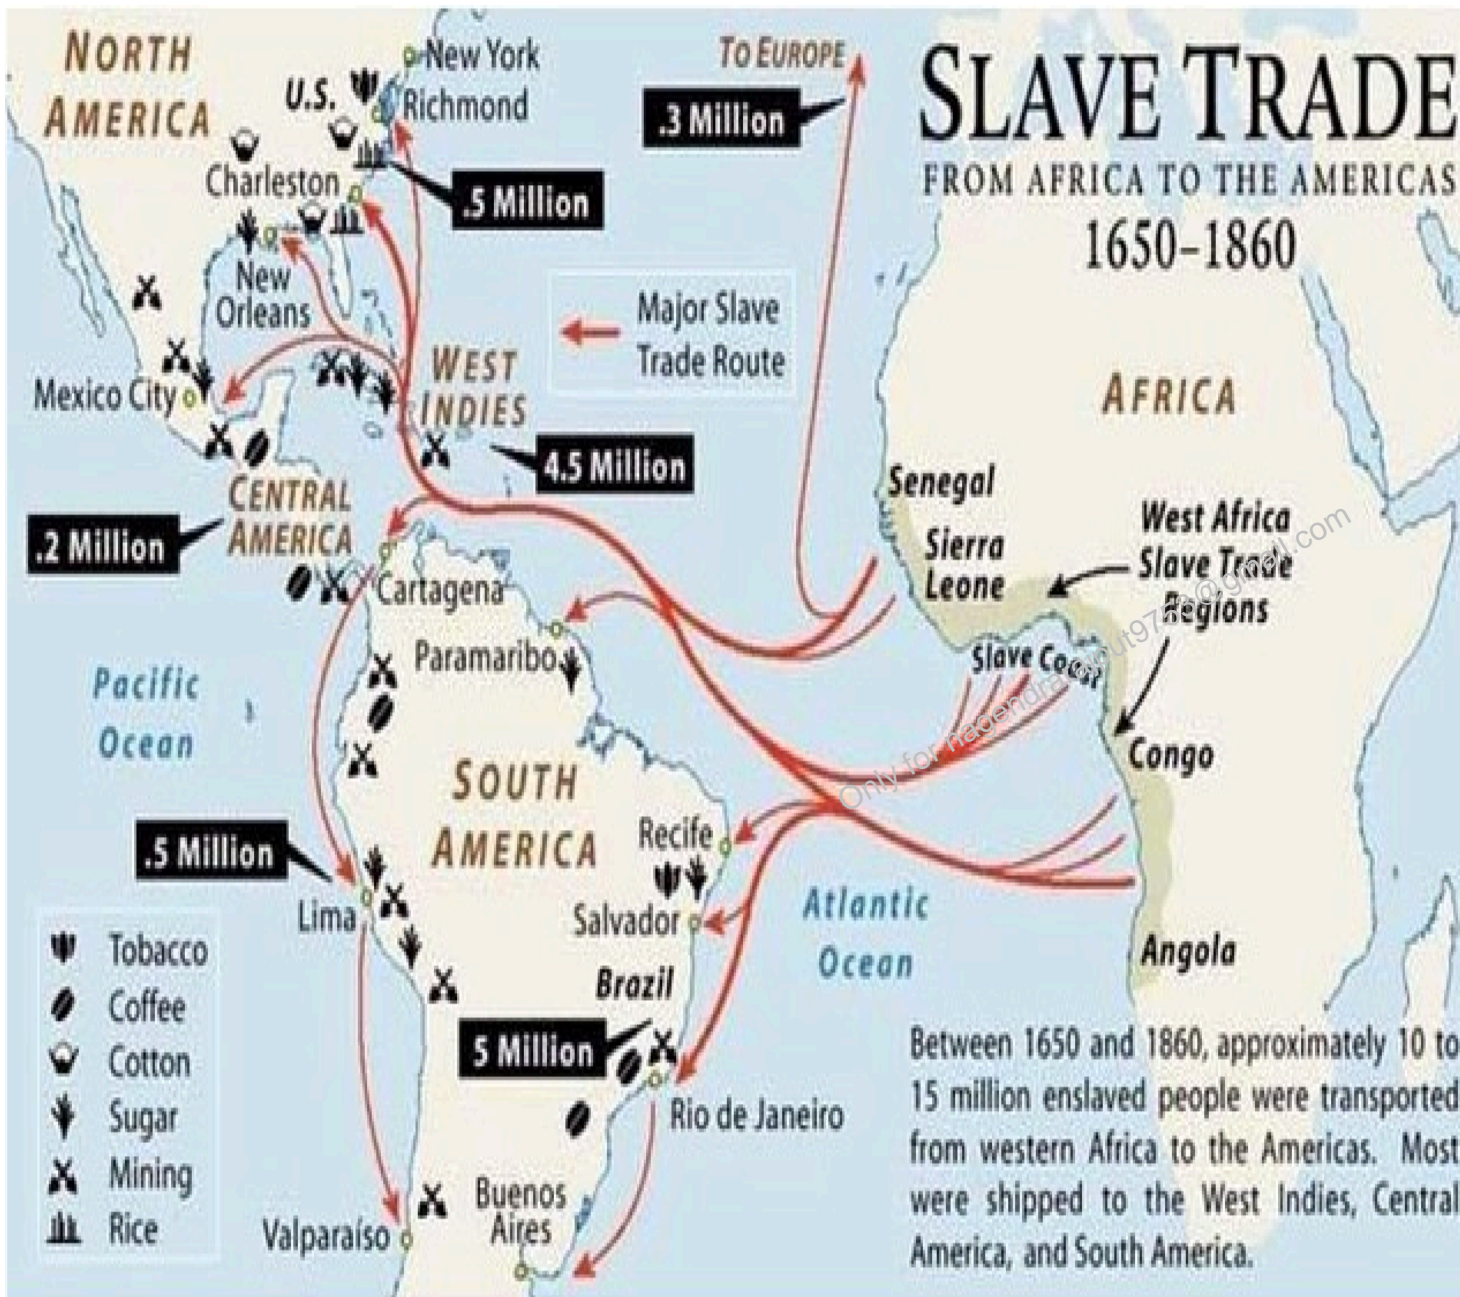 NORTH
AMERICA
U.S.
New York
Richmond
Charleston
.5 Million
New
Orleans
TO EUROPE
.3 Million
SLAVE TRADE
FROM AFRICA TO THE AMERICAS
1650–1860
Major Slave
Trade Route
Mexico City
WEST
INDIES
4.5 Million
AFRICA
CENTRAL
AMERICA
.2 Million
Cartagena
Paramaribo
Senegal
Sierra
Leone
West Africa
Slave Trade
Regions
Slave Coast
Congo
Angola
Pacific
Ocean
SOUTH
AMERICA
.5 Million
Lima
Recife
Salvador
Brazil
5 Million
Rio de Janeiro
Atlantic
Ocean
Buenos
Aires
Valparaíso
Tobacco
Coffee
Cotton
Sugar
Mining
Rice
Between 1650 and 1860, approximately 10 to
15 million enslaved people were transported
from western Africa to the Americas. Most
were shipped to the West Indies, Central
America, and South America.
Only for